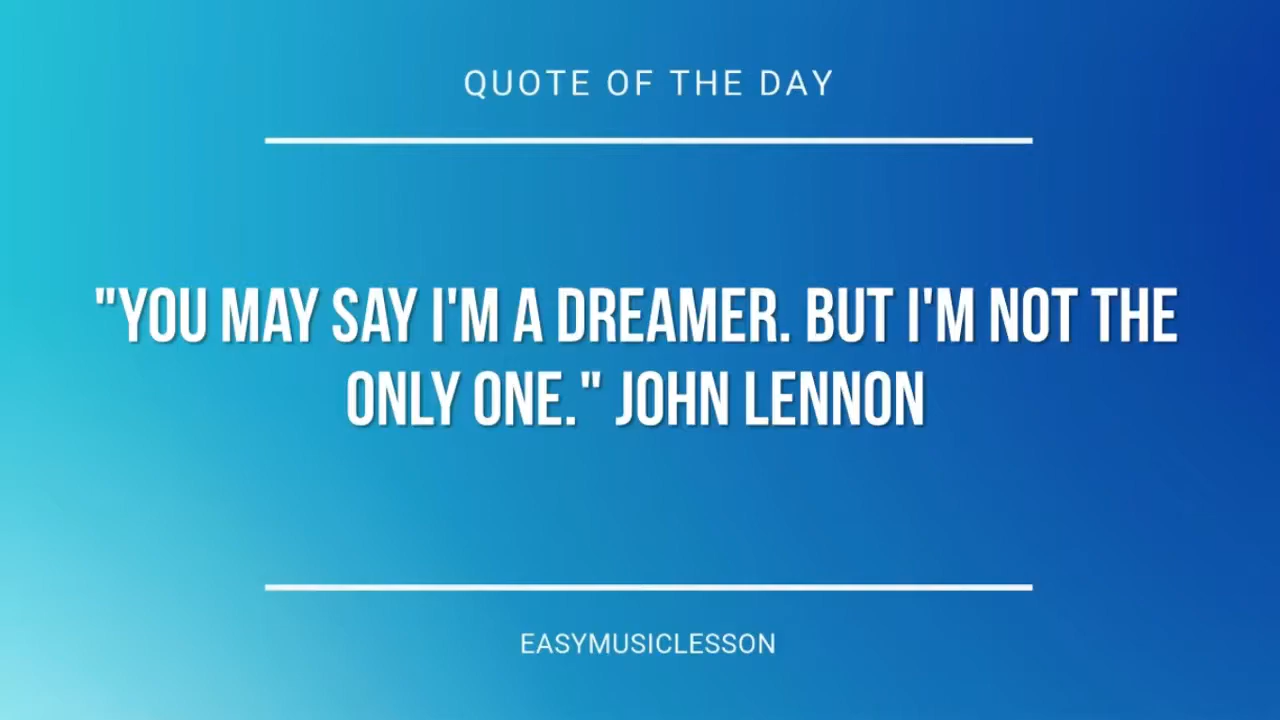 QUOTE OF THE DAY
"YOU MAY SAY I'M A DREAMER. BUT I'M NOT THE
ONLY ONE." JOHN LENNON
EASYMUSICLESSON